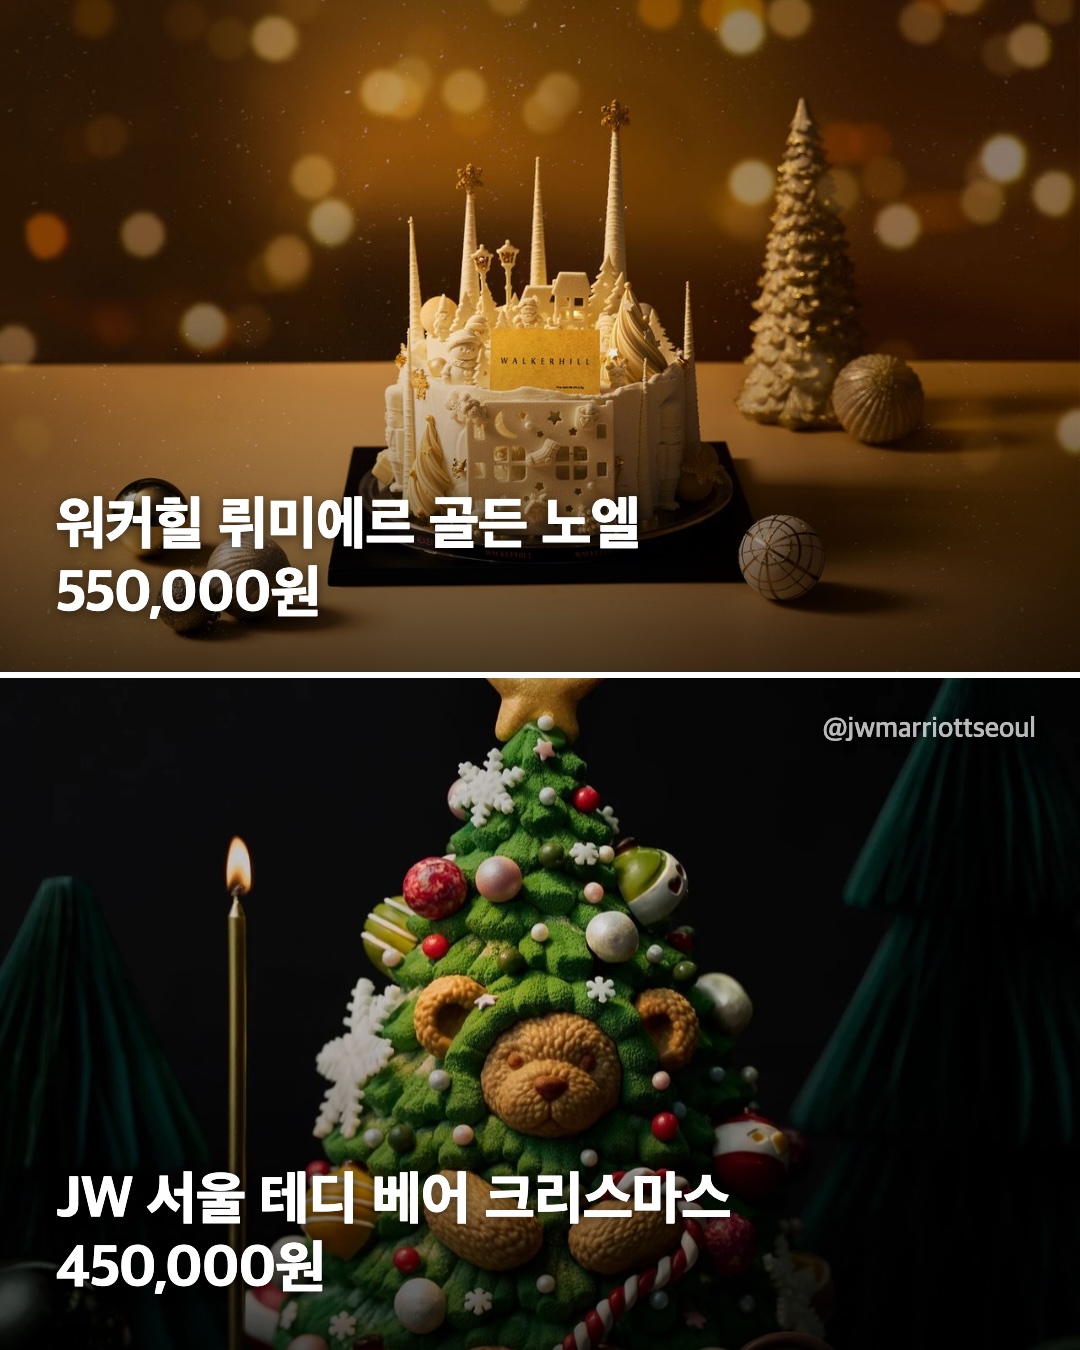 WALKERHILL
워커힐 뤼미에르 골든 노엘
550,000원
@jwmarriottseoul
JW 서울 테디 베어 크리스마스
450,000원